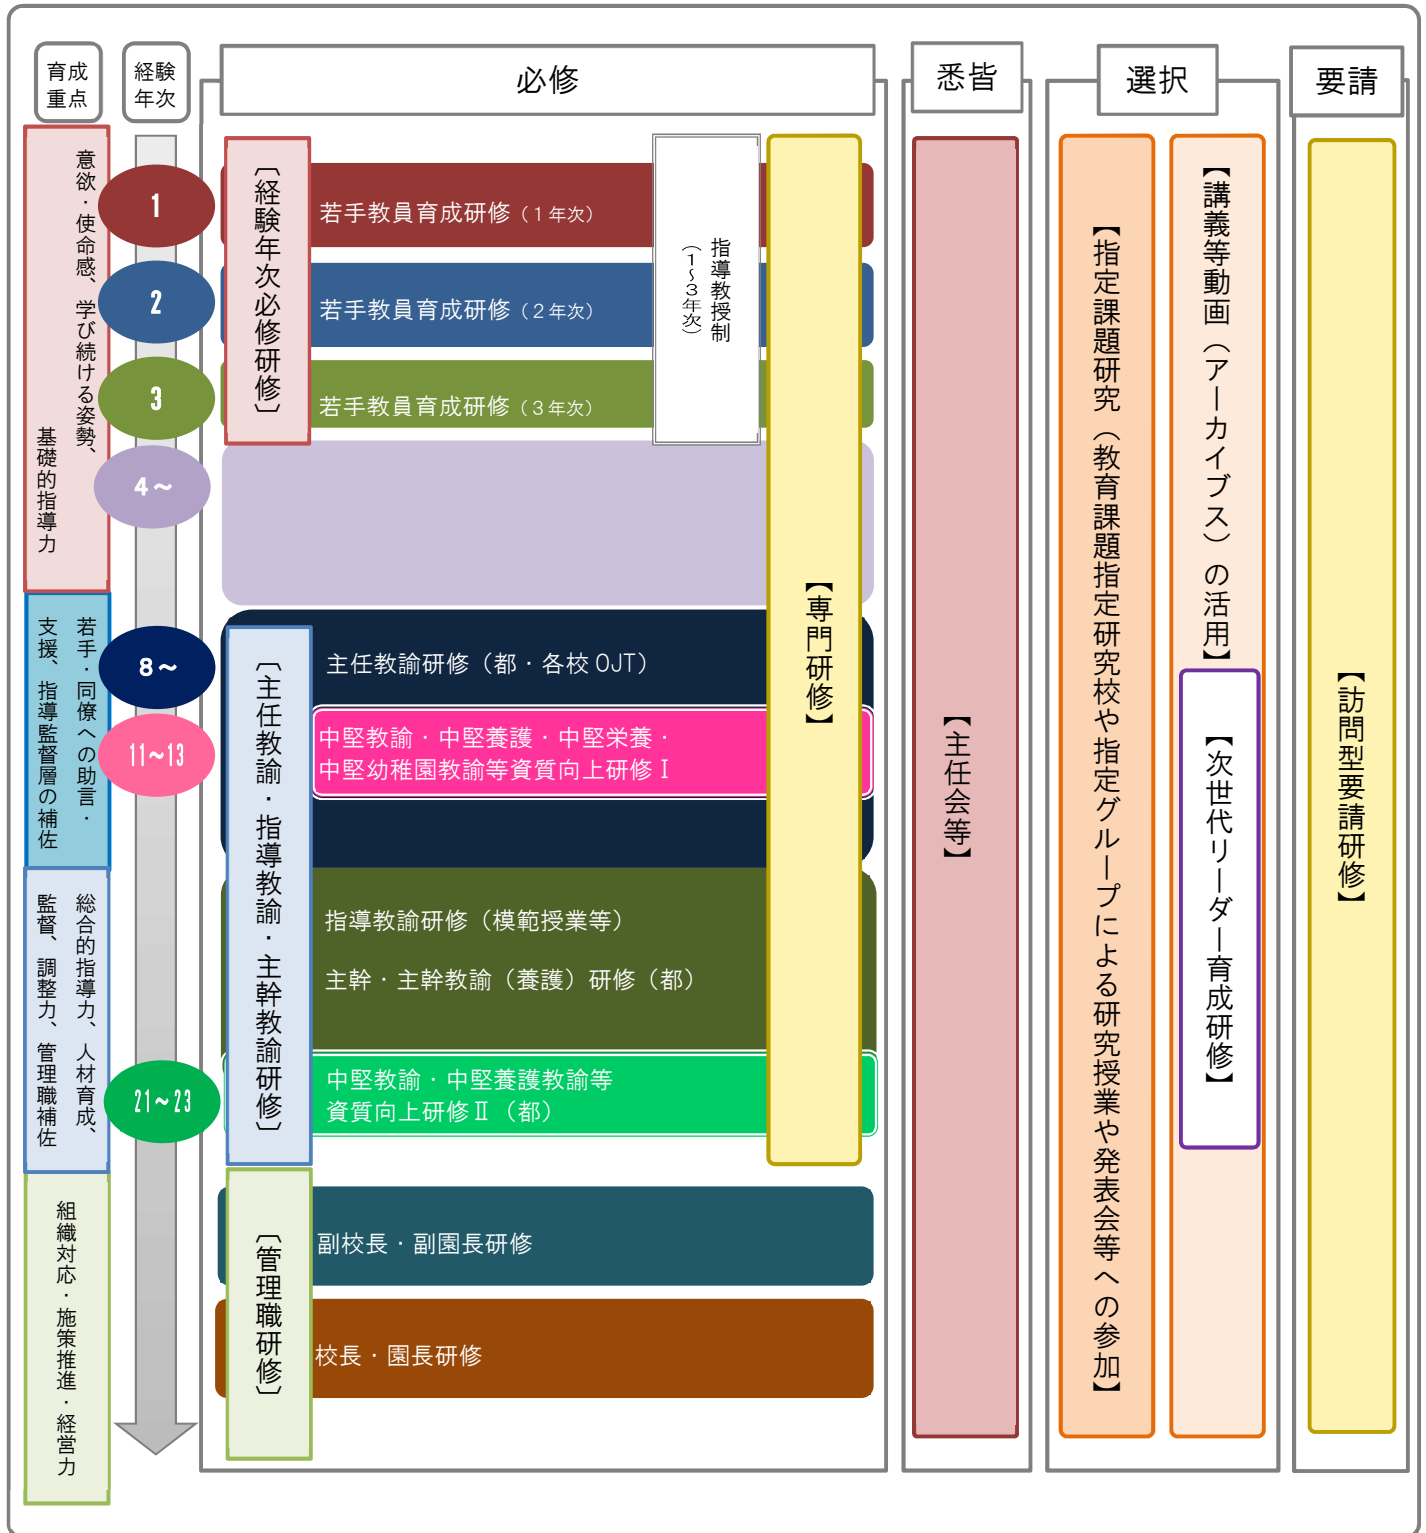 育成
重点
経験
年次
必修
悉皆
選択
要請
意欲・使命感、学び続ける姿勢、
基礎的指導力
若手・同僚への助言・
支援、指導監督層の補佐
総合的指導力、人材育成、
監督、調整力、管理職補佐
組織対応・施策推進・経営力
1
2
3
4～
8～
11～13
21～23
〔経験年次必修研修〕
若手教員育成研修（１年次）
若手教員育成研修（２年次）
若手教員育成研修（３年次）
指導教授制
（１～３年次）
〔主任教諭・指導教諭・主幹教諭研修〕
主任教諭研修（都・各校 OJT）
中堅教諭・中堅養護・中堅栄養・
中堅幼稚園教諭等資質向上研修Ⅰ
指導教諭研修（模範授業等）
主幹・主幹教諭（養護）研修（都）
中堅教諭・中堅養護教諭等
資質向上研修Ⅱ（都）
〔管理職研修〕
副校長・副園長研修
校長・園長研修
【専門研修】
【主任会等】
【指定課題研究（教育課題指定研究校や指定グループによる研究授業や発表会等への参加】
【講義等動画（アーカイブス）の活用】
【次世代リーダー育成研修】
【訪問型要請研修】